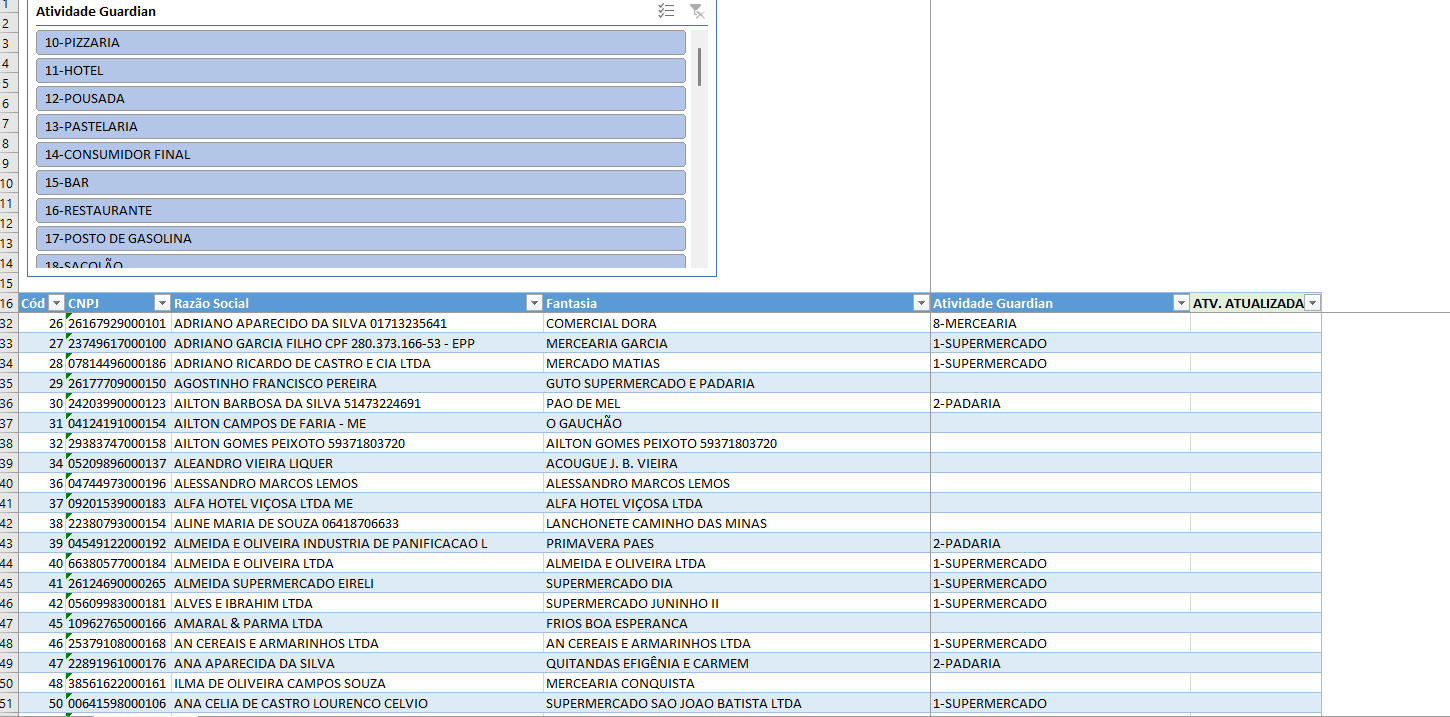 Atividade Guardian
1
2
3 10-PIZZARIA
4 11-HOTEL
5
6 12-POUSADA
7 13-PASTELARIA
8
9 14-CONSUMIDOR FINAL
10 15-BAR
11 16-RESTAURANTE
12
13 17-POSTO DE GASOLINA
14 18-SACOLÃO
15
16 Cód CNPJ Razão Social Fantasia Atividade Guardian ATV. ATUALIZADA
32 26 26167929000101 ADRIANO APARECIDO DA SILVA 01713235641 COMERCIAL DORA 8-MERCEARIA
33 27 23749617000100 ADRIANO GARCIA FILHO CPF 280.373.166-53 - EPP MERCEARIA GARCIA 1-SUPERMERCADO
34 28 07814496000186 ADRIANO RICARDO DE CASTRO E CIA LTDA MERCADO MATIAS 1-SUPERMERCADO
35 29 26177709000150 AGOSTINHO FRANCISCO PEREIRA GUTO SUPERMERCADO E PADARIA
36 30 24203990000123 AILTON BARBOSA DA SILVA 51473224691 PAO DE MEL 2-PADARIA
37 31 04124191000154 AILTON CAMPOS DE FARIA - ME O GAUCHÃO
38 32 29383747000158 AILTON GOMES PEIXOTO 59371803720 AILTON GOMES PEIXOTO 59371803720
39 34 05209896000137 ALEANDRO VIEIRA LIQUER ACOUGUE J. B. VIEIRA
40 36 04744973000196 ALESSANDRO MARCOS LEMOS ALESSANDRO MARCOS LEMOS
41 37 09201539000183 ALFA HOTEL VIÇOSA LTDA ME ALFA HOTEL VIÇOSA LTDA
42 38 22380793000154 ALINE MARIA DE SOUZA 06418706633 LANCHONETE CAMINHO DAS MINAS
43 39 04549122000192 ALMEIDA E OLIVEIRA INDUSTRIA DE PANIFICACAO L PRIMAVERA PAES 2-PADARIA
44 40 66380577000184 ALMEIDA E OLIVEIRA LTDA ALMEIDA E OLIVEIRA LTDA 1-SUPERMERCADO
45 41 26124690000265 ALMEIDA SUPERMERCADO EIRELI SUPERMERCADO DIA 1-SUPERMERCADO
46 42 05609983000181 ALVES E IBRAHIM LTDA SUPERMERCADO JUNINHO II 1-SUPERMERCADO
47 45 10962765000166 AMARAL & PARMA LTDA FRIOS BOA ESPERANCA
48 46 25379108000168 AN CEREAIS E ARMARINHOS LTDA AN CEREAIS E ARMARINHOS LTDA 1-SUPERMERCADO
49 47 22891961000176 ANA APARECIDA DA SILVA QUITANDAS EFIGÊNIA E CARMEM 2-PADARIA
50 48 38561622000161 ILMA DE OLIVEIRA CAMPOS SOUZA MERCEARIA CONQUISTA
51 50 00641598000106 ANA CELIA DE CASTRO LOURENCO CELVIO SUPERMERCADO SAO JOAO BATISTA LTDA 1-SUPERMERCADO